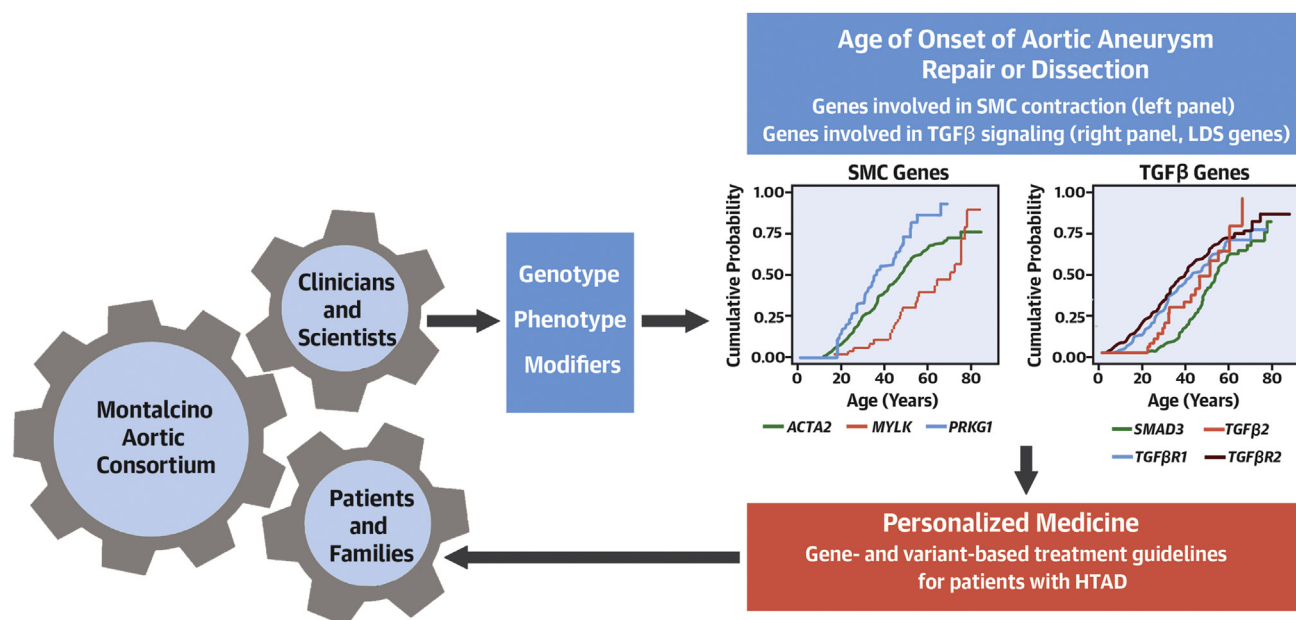 Montalcino
Aortic
Consortium
Clinicians
and
Scientists
Patients
and
Families
Genotype
Phenotype
Modifiers
Age of Onset of Aortic Aneurysm
Repair or Dissection
Genes involved in SMC contraction (left panel)
Genes involved in TGFβ signaling (right panel, LDS genes)
SMC Genes
Cumulative Probability
1.00
0.75
0.50
0.25
0.00
0 20 40 60 80
Age (Years)
ACTA2 MYLK PRKG1
TGFβ Genes
Cumulative Probability
1.00
0.75
0.50
0.25
0.00
0 20 40 60 80
Age (Years)
SMAD3 TGFβ2
TGFβR1 TGFβR2
Personalized Medicine
Gene- and variant-based treatment guidelines
for patients with HTAD